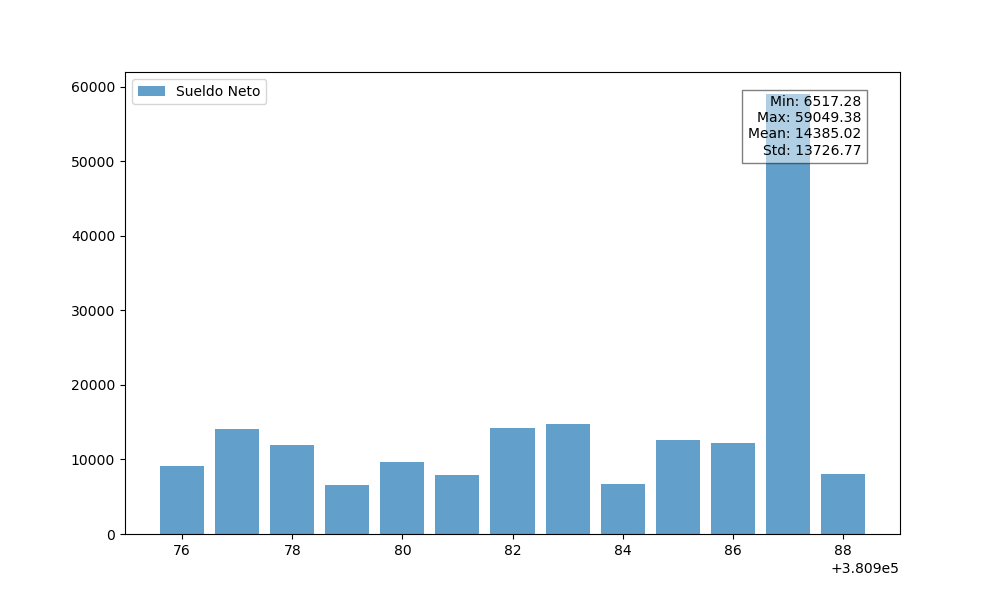 Sueldo Neto
Min: 6517.28
Max: 59049.38
Mean: 14385.02
Std: 13726.77
60000
50000
40000
30000
20000
10000
0
76 78 80 82 84 86 88
+3.809e5